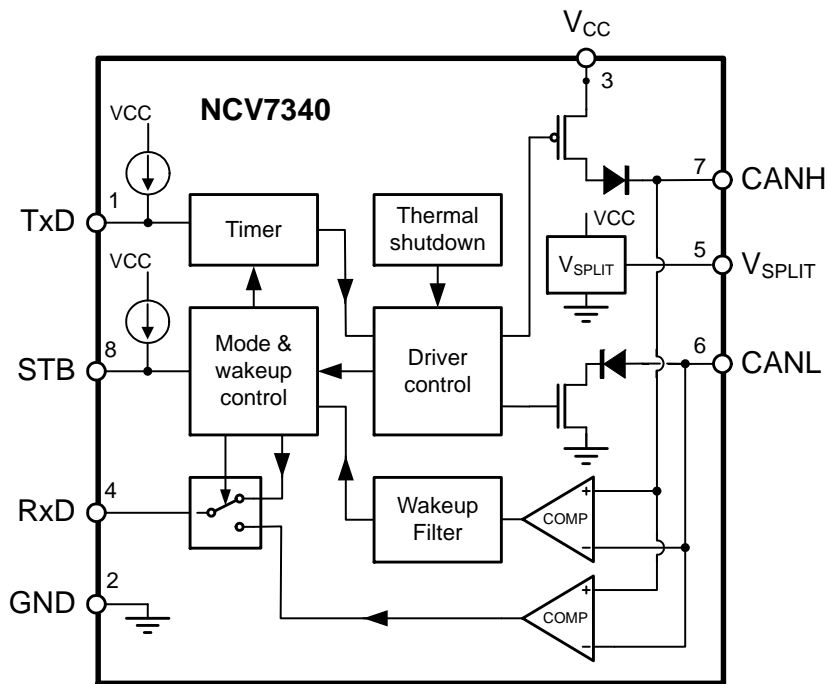 VCC
3
NCV7340
VCC
1
TxD
Timer
Thermal
shutdown
7
CANH
VCC
VSPLIT
5
VSPLIT
VCC
8
STB
Mode &
wakeup
control
Driver
control
6
CANL
4
RxD
Wakeup
Filter
COMP
+
−
2
GND
COMP
+
−